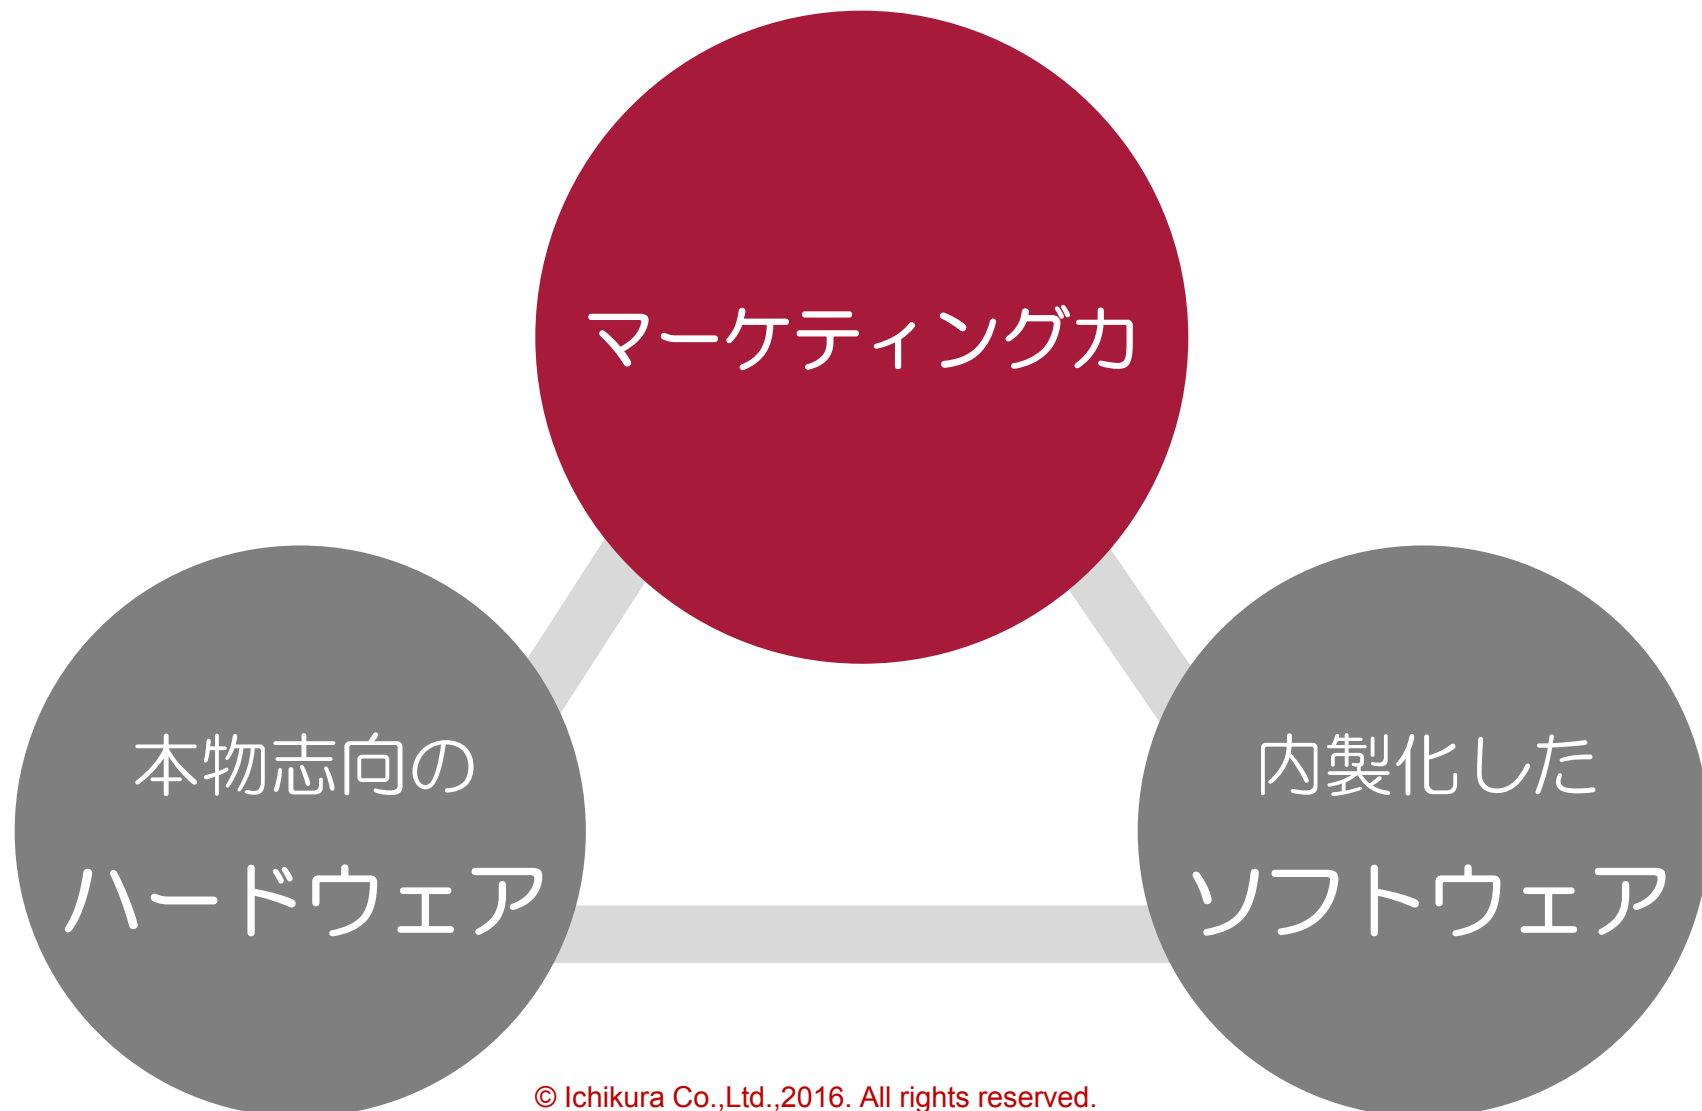 マーケティング力
本物志向の
ハードウェア
内製化した
ソフトウェア
© Ichikura Co.,Ltd.,2016. All rights reserved.